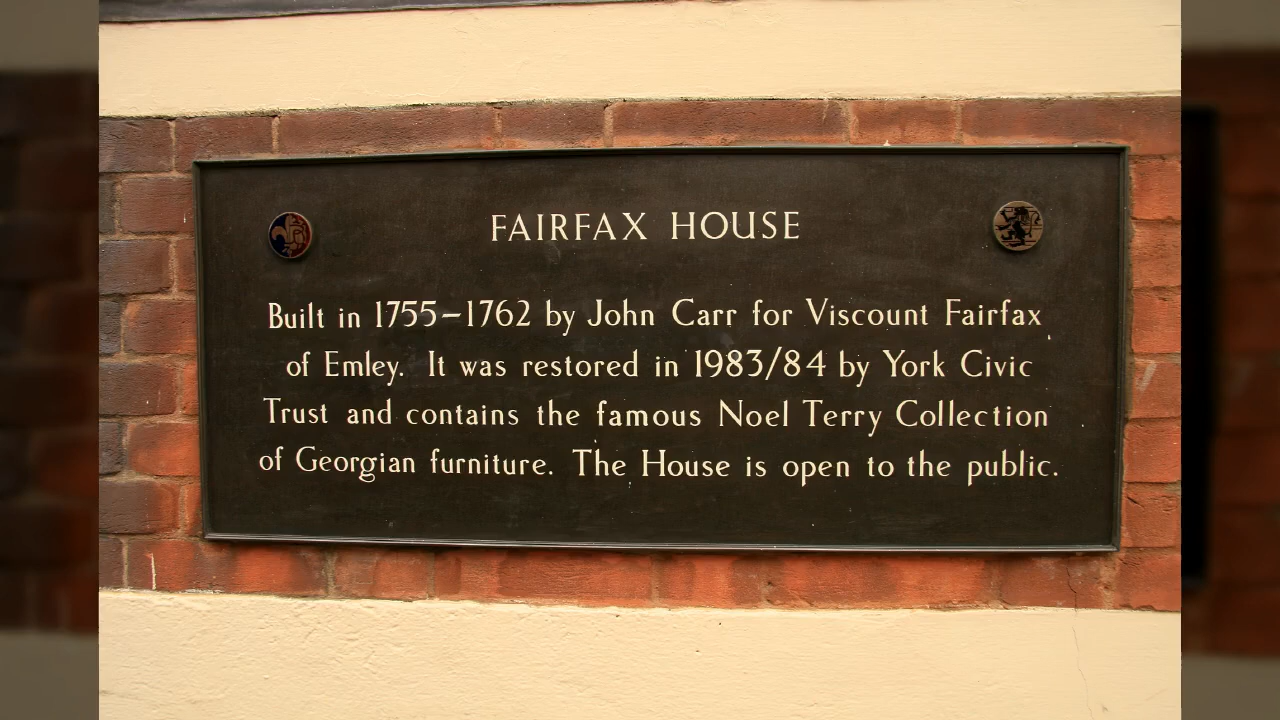 FAIRFAX HOUSE
Built in 1755–1762 by John Carr for Viscount Fairfax
of Emley. It was restored in 1983/84 by York Civic
Trust and contains the famous Noel Terry Collection
of Georgian furniture. The House is open to the public.